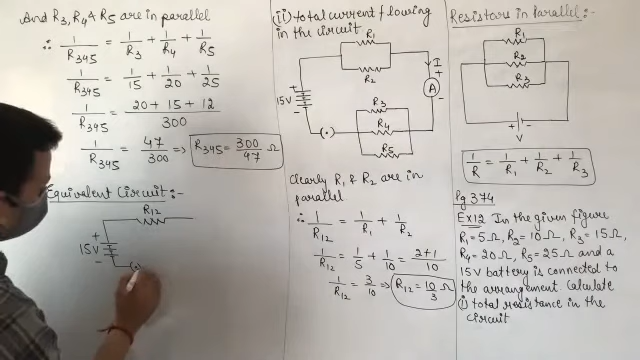 And R3, R4 & R5 are in parallel
∴ 1/R345 = 1/R3 + 1/R4 + 1/R5
1/R345 = 1/15 + 1/20 + 1/25
1/R345 = 20 + 15 + 12 / 300
1/R345 = 47/300 => R345 = 300/47 Ω
Equivalent Circuit:-
R12
+
15V
-
(.)
(ii) total current flowing
in the circuit
R1
R2
I
+
A
-
+
15V
-
(.)
R3
R4
R5
Clearly R1 & R2 are in
parallel
∴ 1/R12 = 1/R1 + 1/R2
1/R12 = 1/5 + 1/10 = 2+1/10
1/R12 = 3/10 => R12 = 10/3 Ω
Resistors in Parallel:-
R1
R2
R3
+ -
V
1/R = 1/R1 + 1/R2 + 1/R3
Pg 374
Ex12 In the given figure
R1 = 5Ω, R2 = 10Ω, R3 = 15Ω,
R4 = 20Ω, R5 = 25Ω and a
15V battery is connected to
the arrangement. Calculate
(i) total resistance in the
circuit